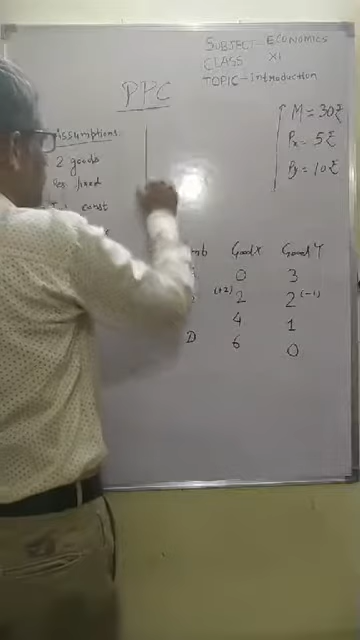 SUBJECT - ECONOMICS
CLASS XI
TOPIC - Introduction
PPC
Assumptions
2 goods
Res. fixed
const
M = 30₹
Px = 5₹
Py = 10₹
Good X Good Y
0 3
(+2) 2 2 (-1)
4 1
D 6 0